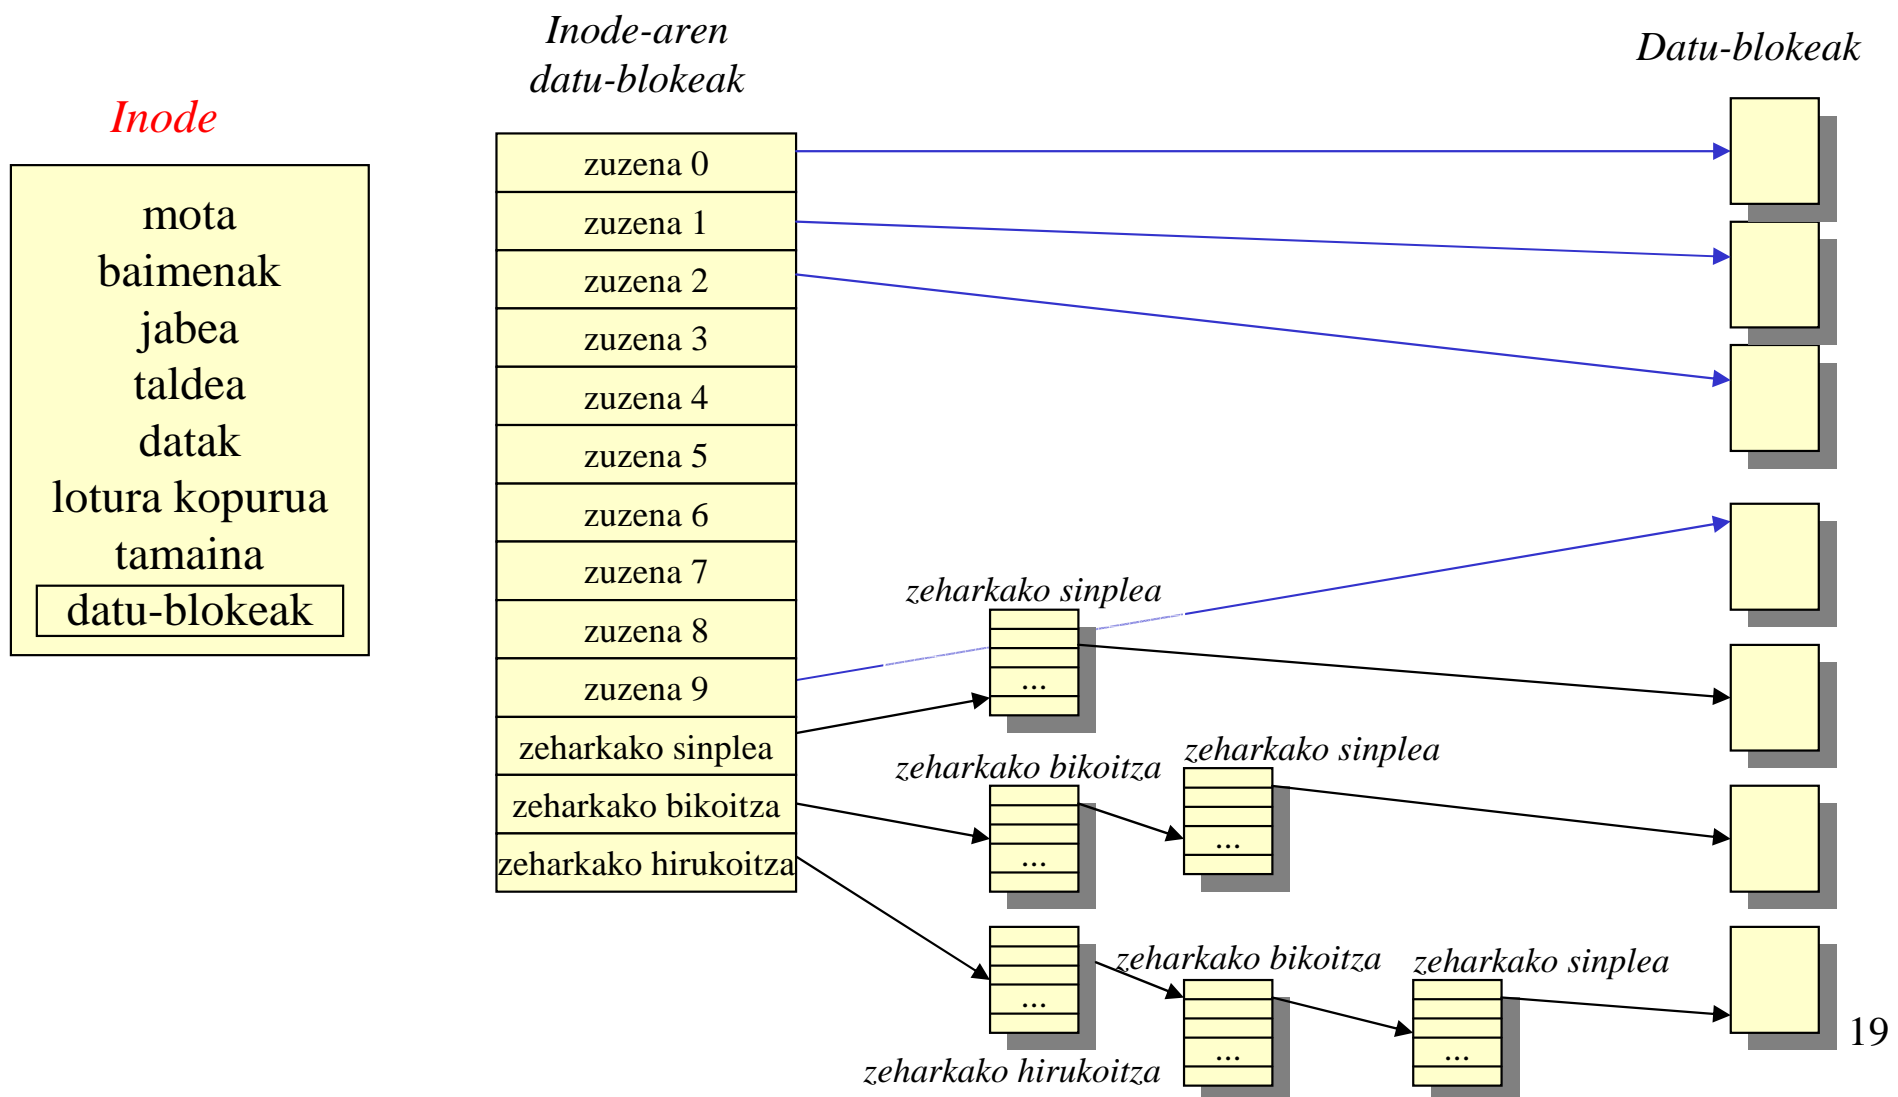 Inode
mota
baimenak
jabea
taldea
datak
lotura kopurua
tamaina
datu-blokeak
Inode-aren
datu-blokeak
zuzena 0
zuzena 1
zuzena 2
zuzena 3
zuzena 4
zuzena 5
zuzena 6
zuzena 7
zuzena 8
zuzena 9
zeharkako sinplea
zeharkako bikoitza
zeharkako hirukoitza
zeharkako sinplea
...
zeharkako bikoitza
...
zeharkako sinplea
...
...
zeharkako hirukoitza
zeharkako bikoitza
...
zeharkako sinplea
...
Datu-blokeak
19